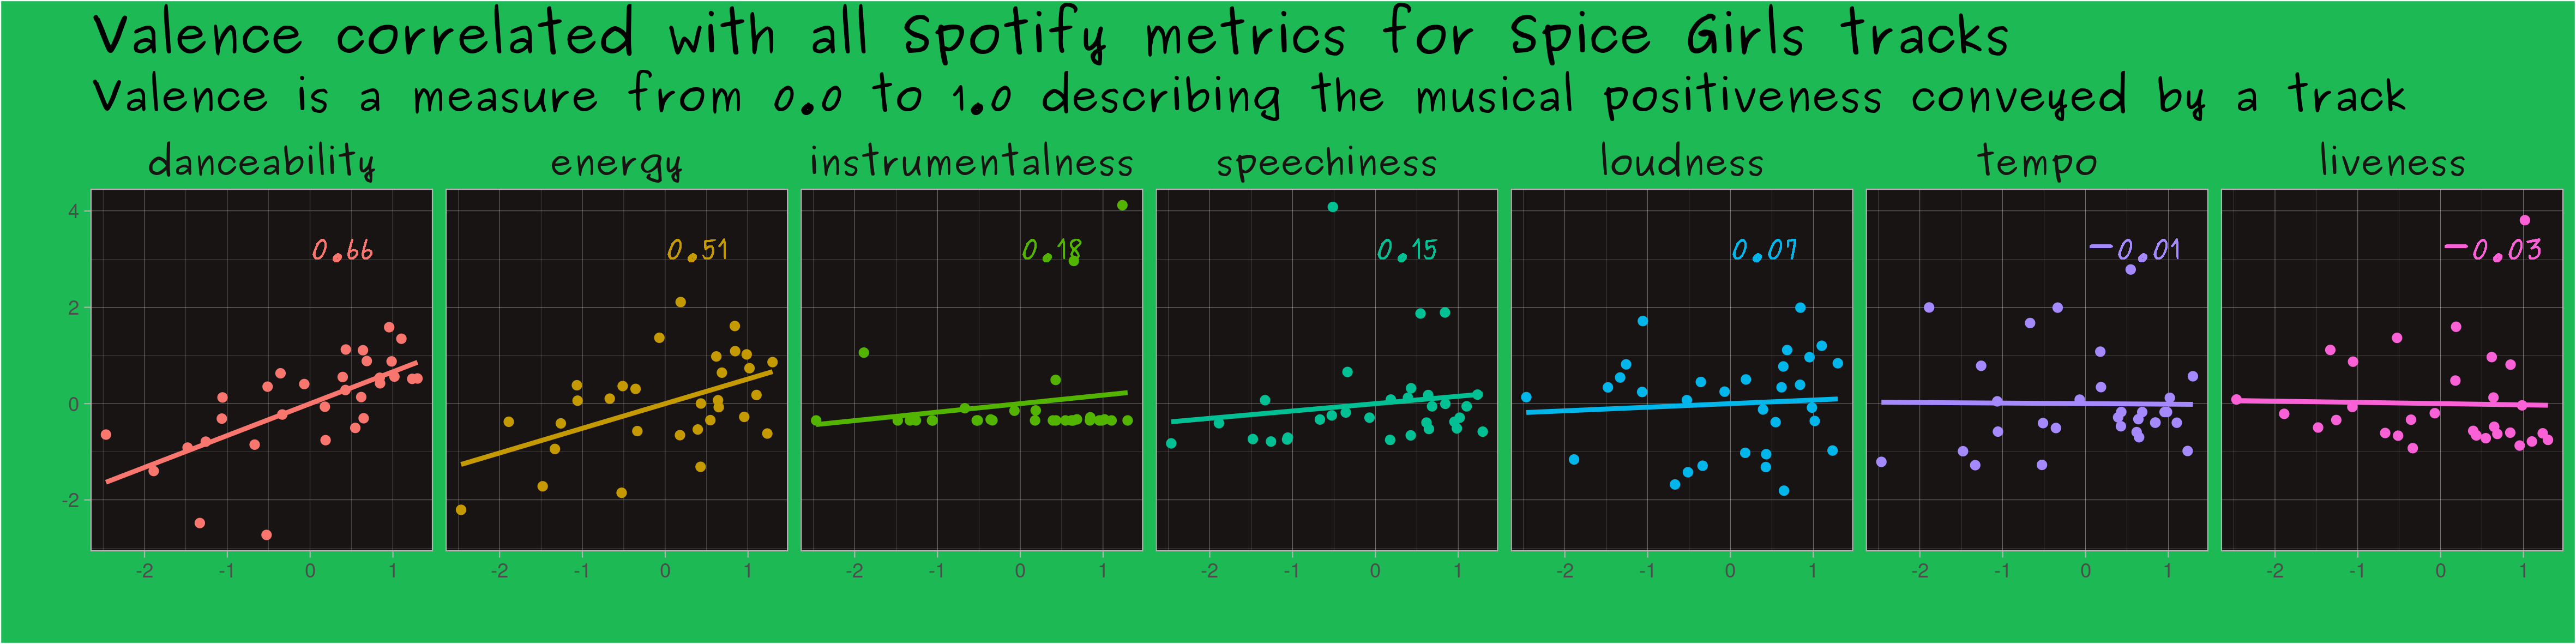 Valence correlated with all Spotify metrics for Spice Girls tracks
Valence is a measure from 0.0 to 1.0 describing the musical positiveness conveyed by a track
danceability energy instrumentalness speechiness loudness tempo liveness
4
0.66 0.51 0.18 0.15 0.07 -0.01 -0.03
2
0
-2
-2 -1 0 1 -2 -1 0 1 -2 -1 0 1 -2 -1 0 1 -2 -1 0 1 -2 -1 0 1 -2 -1 0 1